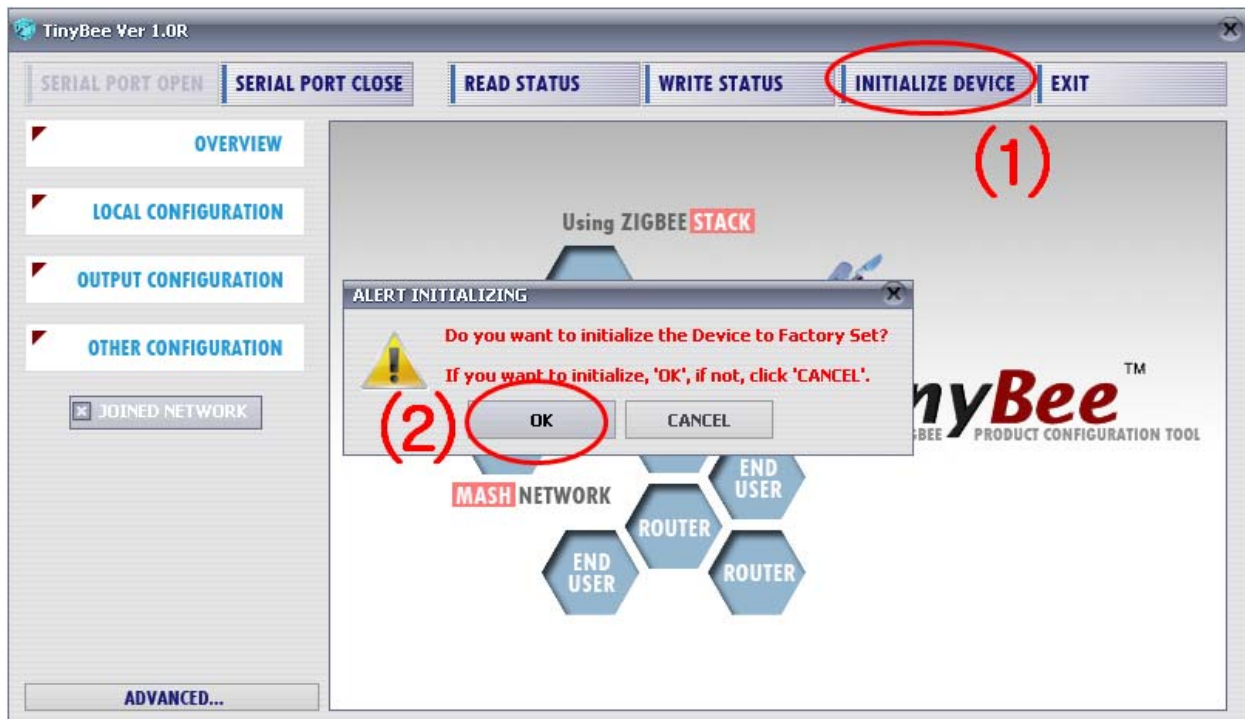 TinyBee Ver 1.0R
SERIAL PORT OPEN
SERIAL PORT CLOSE
READ STATUS
WRITE STATUS
INITIALIZE DEVICE
EXIT
(1)
OVERVIEW
LOCAL CONFIGURATION
OUTPUT CONFIGURATION
OTHER CONFIGURATION
JOINED NETWORK
ADVANCED...
Using ZIGBEE STACK
ALERT INITIALIZING
Do you want to initialize the Device to Factory Set?
If you want to initialize, 'OK', if not, click 'CANCEL'.
(2)
OK
CANCEL
nyBee TM
GBEE PRODUCT CONFIGURATION TOOL
MASH NETWORK
END
USER
ROUTER
END
USER
ROUTER